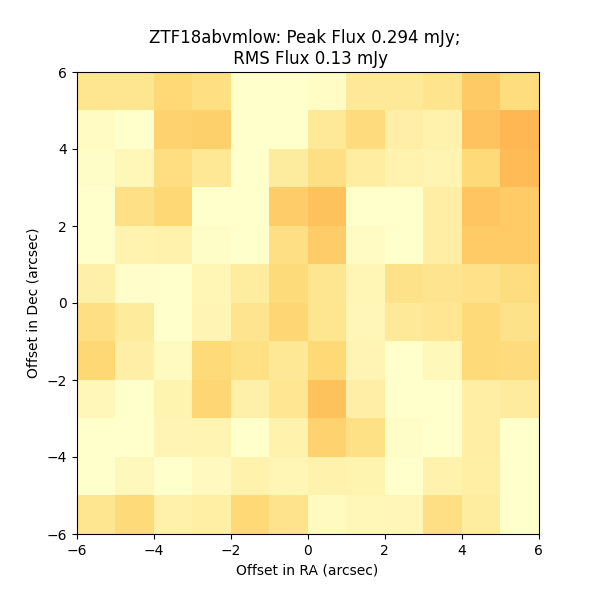 ZTF18abvmlow: Peak Flux 0.294 mJy;
RMS Flux 0.13 mJy
6
4
2
0
−2
−4
−6
Offset in Dec (arcsec)
−6 −4 −2 0 2 4 6
Offset in RA (arcsec)